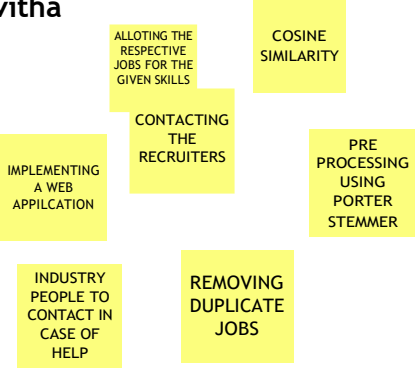 vitha
ALLOTING THE
RESPECTIVE
JOBS FOR THE
GIVEN SKILLS
COSINE
SIMILARITY
CONTACTING
THE
RECRUITERS
PRE
PROCESSING
USING
PORTER
STEMMER
IMPLEMENTING
A WEB
APPILCATION
INDUSTRY
PEOPLE TO
CONTACT IN
CASE OF
HELP
REMOVING
DUPLICATE
JOBS